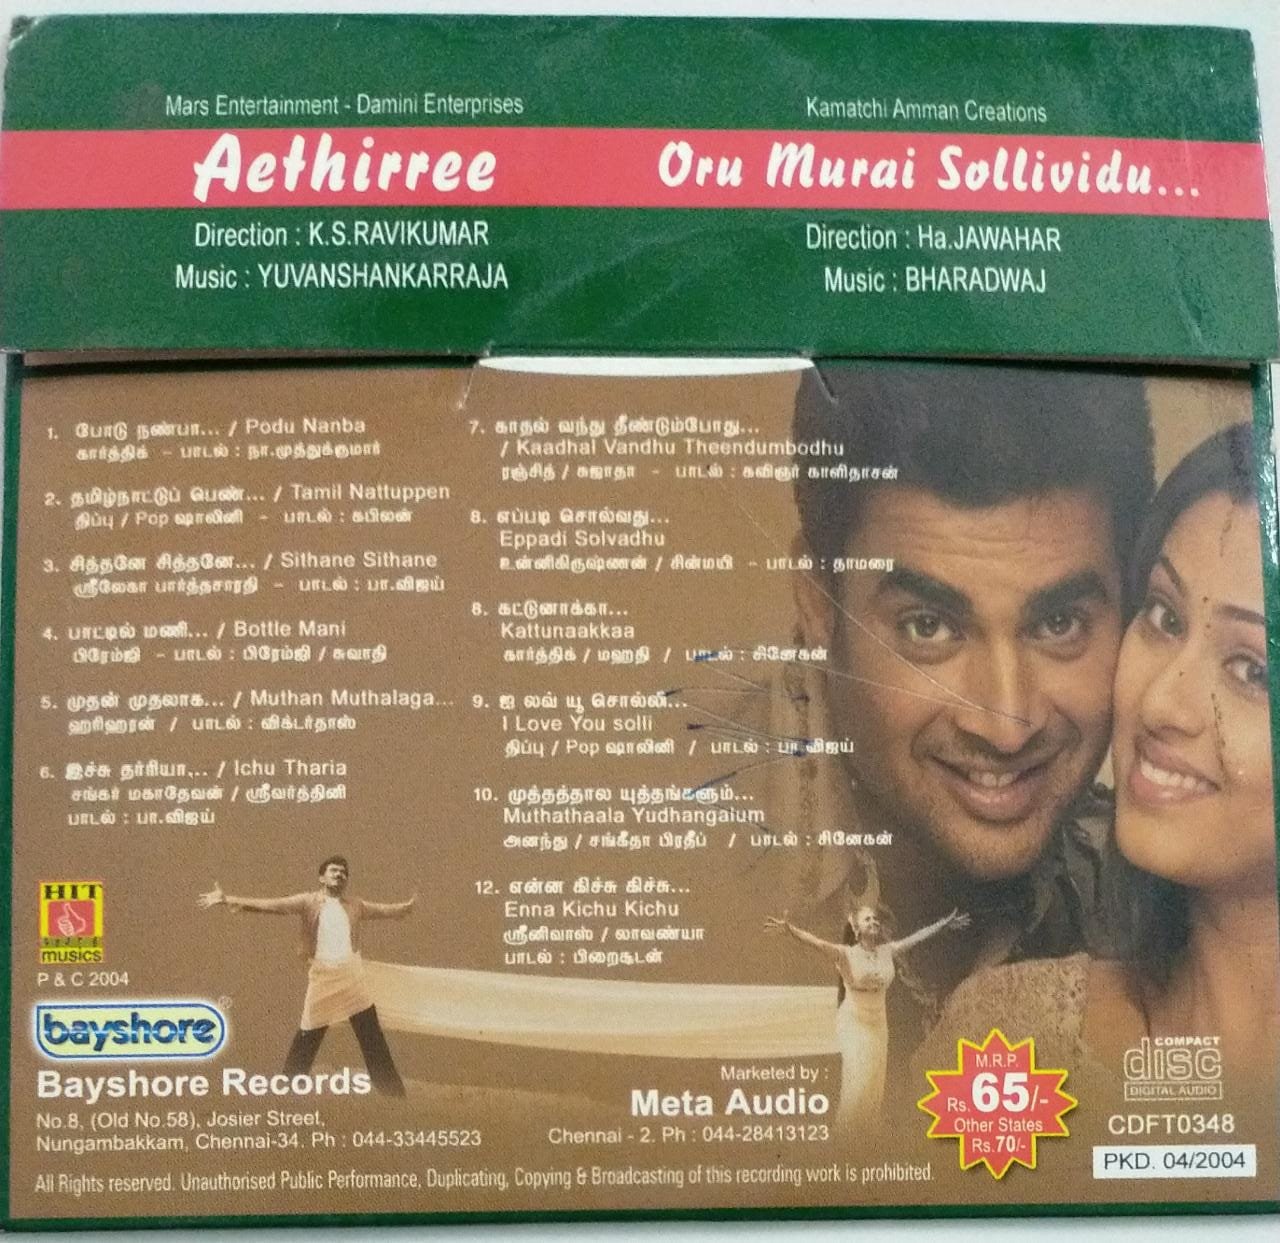 Mars Entertainment - Damini Enterprises
Aethirree
Direction : K.S.RAVIKUMAR
Music : YUVANSHANKARRAJA
Kamatchi Amman Creations
Oru Murai Sollividu...
Direction : Ha.JAWAHAR
Music : BHARADWAJ
1. போடு நண்பா... / Podu Nanba
கார்த்திக் - பாடல் : நா.முத்துக்குமார்
2. தமிழ்நாட்டுப் பெண்... / Tamil Nattuppen
திப்பு / Pop ஷாலினி - பாடல் : கபிலன்
3. சித்தனே சித்தனே... / Sithane Sithane
ஸ்ரீலேகா பார்த்தசாரதி - பாடல் : பா.விஜய்
4. பாட்டில் மணி... / Bottle Mani
பிரேம்ஜி - பாடல் : பிரேம்ஜி / சுவாதி
5. முதன் முதலாக... / Muthan Muthalaga...
ஹரிஹரன் / பாடல் : விக்டர்தாஸ்
6. இச்சு தர்ரியா... / Ichu Tharia
சங்கர் மகாதேவன் / ஸ்ரீவர்த்தினி
பாடல் : பா.விஜய்
7. காதல் வந்து தீண்டும்போது...
/ Kaadhal Vandhu Theendumbodhu
ரஞ்சித் / சுஜாதா - பாடல் : கவிஞர் காளிதாசன்
8. எப்படி சொல்வது...
Eppadi Solvadhu
உன்னிகிருஷ்ணன் / சின்மயி - பாடல் : தாமரை
8. கட்டுனாக்கா...
Kattunaakkaa
கார்த்திக் / மஹதி / பாடல் : சினேகன்
9. ஐ லவ் யூ சொல்லி...
I Love You solli
திப்பு / Pop ஷாலினி / பாடல் : பா.விஜய்
10. முத்தத்தால யுத்தங்களும்...
Muthathaala Yudhangalum
அனந்து / சங்கீதா பிரதீப் / பாடல் : சினேகன்
12. என்ன கிச்சு கிச்சு...
Enna Kichu Kichu
ஸ்ரீனிவாஸ் / லாவண்யா
பாடல் : பிறைசூடன்
HIT
musics
P & C 2004
bayshore®
Bayshore Records
No.8, (Old No.58), Josier Street,
Nungambakkam, Chennai-34. Ph : 044-33445523
Marketed by :
Meta Audio
Chennai - 2. Ph : 044-28413123
M.R.P.
Rs. 65/-
Other States
Rs.70/-
COMPACT
disc
DIGITAL AUDIO
CDFT0348
PKD. 04/2004
All Rights reserved. Unauthorised Public Performance, Duplicating, Copying & Broadcasting of this recording work is prohibited.